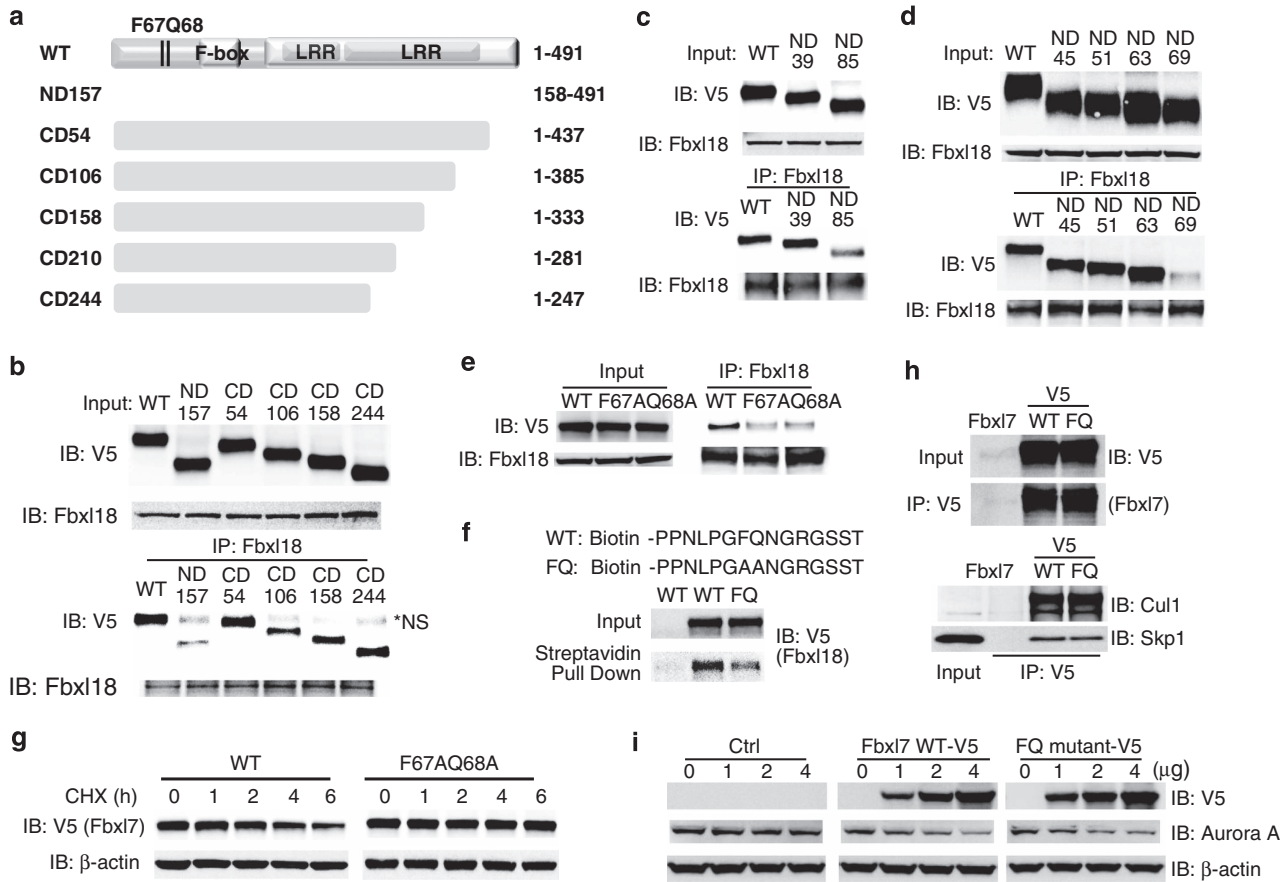 a
F67Q68
WT F-box LRR LRR 1-491
ND157 158-491
CD54 1-437
CD106 1-385
CD158 1-333
CD210 1-281
CD244 1-247
b
Input: WT ND 157 CD 54 CD 106 CD 158 CD 244
IB: V5
IB: Fbxl18
IP: Fbxl18
WT ND 157 CD 54 CD 106 CD 158 CD 244
IB: V5 *NS
IB: Fbxl18
c
Input: WT ND 39 ND 85
IB: V5
IB: Fbxl18
IP: Fbxl18
WT ND 39 ND 85
IB: V5
IB: Fbxl18
d
Input: WT ND 45 ND 51 ND 63 ND 69
IB: V5
IB: Fbxl18
IP: Fbxl18
WT ND 45 ND 51 ND 63 ND 69
IB: V5
IB: Fbxl18
e
Input IP: Fbxl18
WT F67AQ68A WT F67AQ68A
IB: V5
IB: Fbxl18
f
WT: Biotin -PPNLPGFQNGRGSST
FQ: Biotin -PPNLPGAANGRGSST
WT WT FQ
Input
IB: V5
(Fbxl18)
Streptavidin
Pull Down
h
V5
Fbxl7 WT FQ
Input IB: V5
IP: V5 (Fbxl7)
V5
Fbxl7 WT FQ
IB: Cul1
IB: Skp1
Input IP: V5
g
WT F67AQ68A
CHX (h) 0 1 2 4 6 0 1 2 4 6
IB: V5 (Fbxl7)
IB: β-actin
i
Ctrl Fbxl7 WT-V5 FQ mutant-V5
0 1 2 4 0 1 2 4 0 1 2 4 (μg)
IB: V5
IB: Aurora A
IB: β-actin